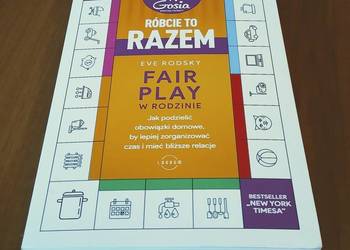 Gosia
RÓBCIE TO
RAZEM
EVE RODSKY
FAIR
PLAY
W RODZINIE
Jak podzielić
obowiązki domowe,
by lepiej zorganizować
czas i mieć bliższe relacje
BESTSELLER
„NEW YORK
TIMESA”